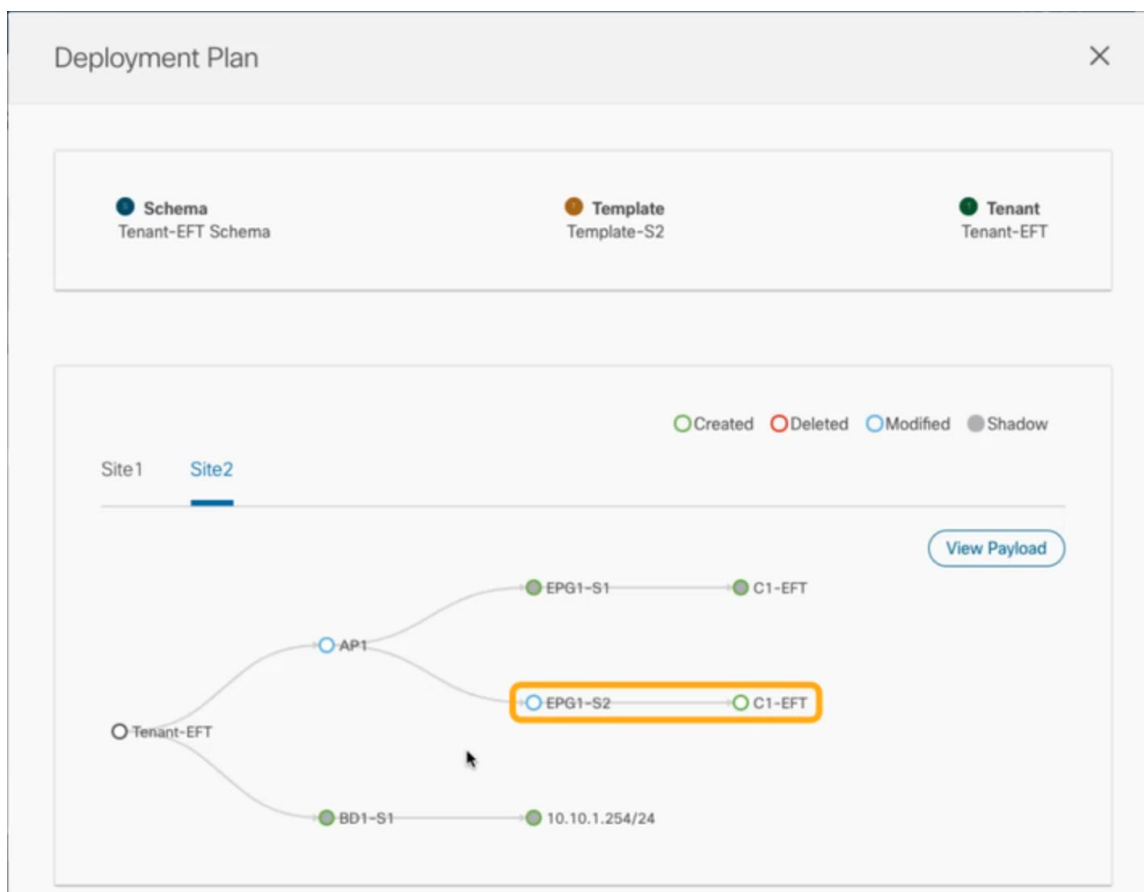 Deployment Plan
Schema
Tenant-EFT Schema
Template
Template-S2
Tenant
Tenant-EFT
Created Deleted Modified Shadow
Site1 Site2
View Payload
EPG1-S1 C1-EFT
AP1
EPG1-S2 C1-EFT
Tenant-EFT
BD1-S1 10.10.1.254/24